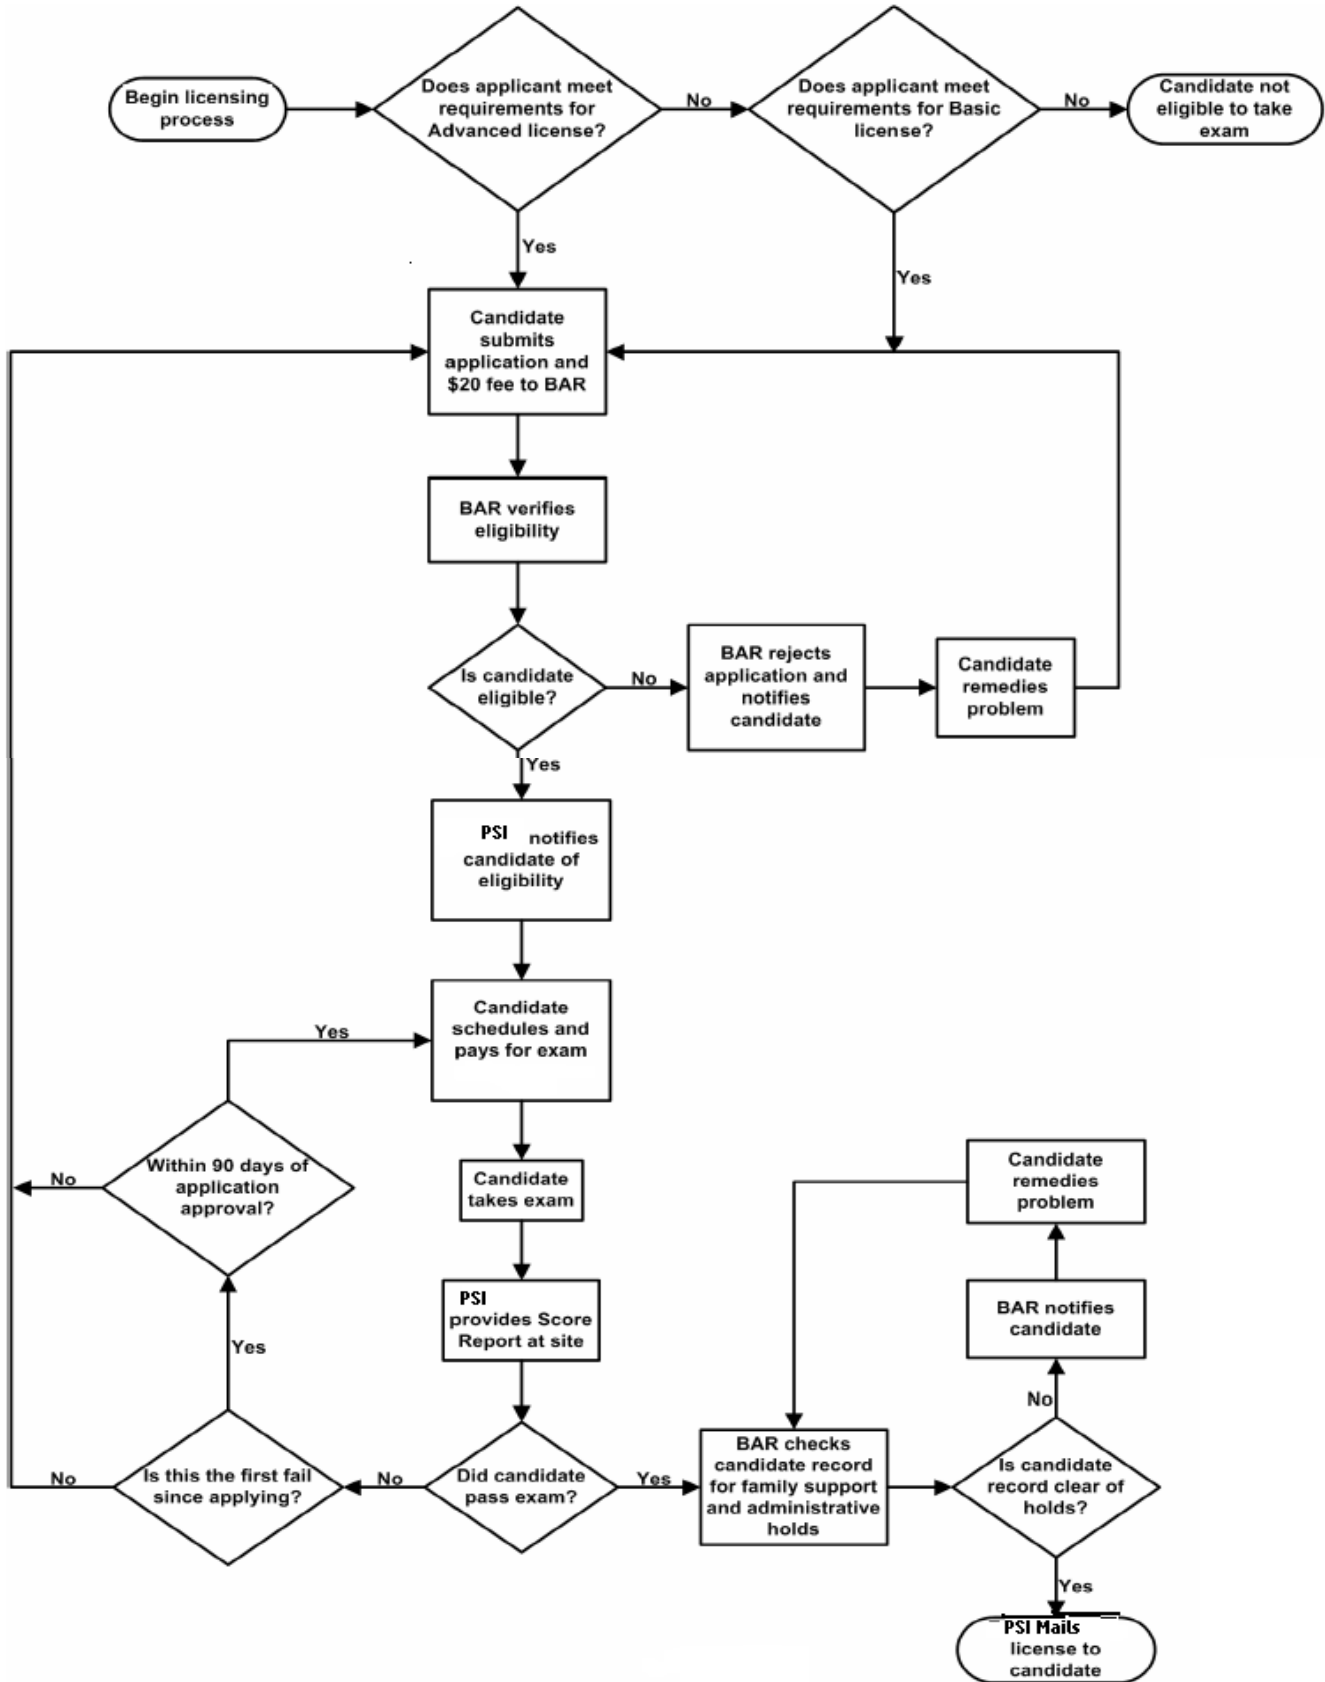 Begin licensing
process
Does applicant meet
requirements for
Advanced license?
No
Does applicant meet
requirements for Basic
license?
No
Candidate not
eligible to take
exam
Yes
Yes
Candidate
submits
application and
$20 fee to BAR
BAR verifies
eligibility
Is candidate
eligible?
No
BAR rejects
application and
notifies
candidate
Candidate
remedies
problem
Yes
PSI notifies
candidate of
eligibility
Candidate
schedules and
pays for exam
Yes
Within 90 days of
application
approval?
No
Candidate
takes exam
Candidate
remedies
problem
PSI
provides Score
Report at site
BAR notifies
candidate
Yes
No
Is this the first fail
since applying?
No
No
Did candidate
pass exam?
Yes
BAR checks
candidate record
for family support
and administrative
holds
Is candidate
record clear of
holds?
Yes
PSI Mails
license to
candidate